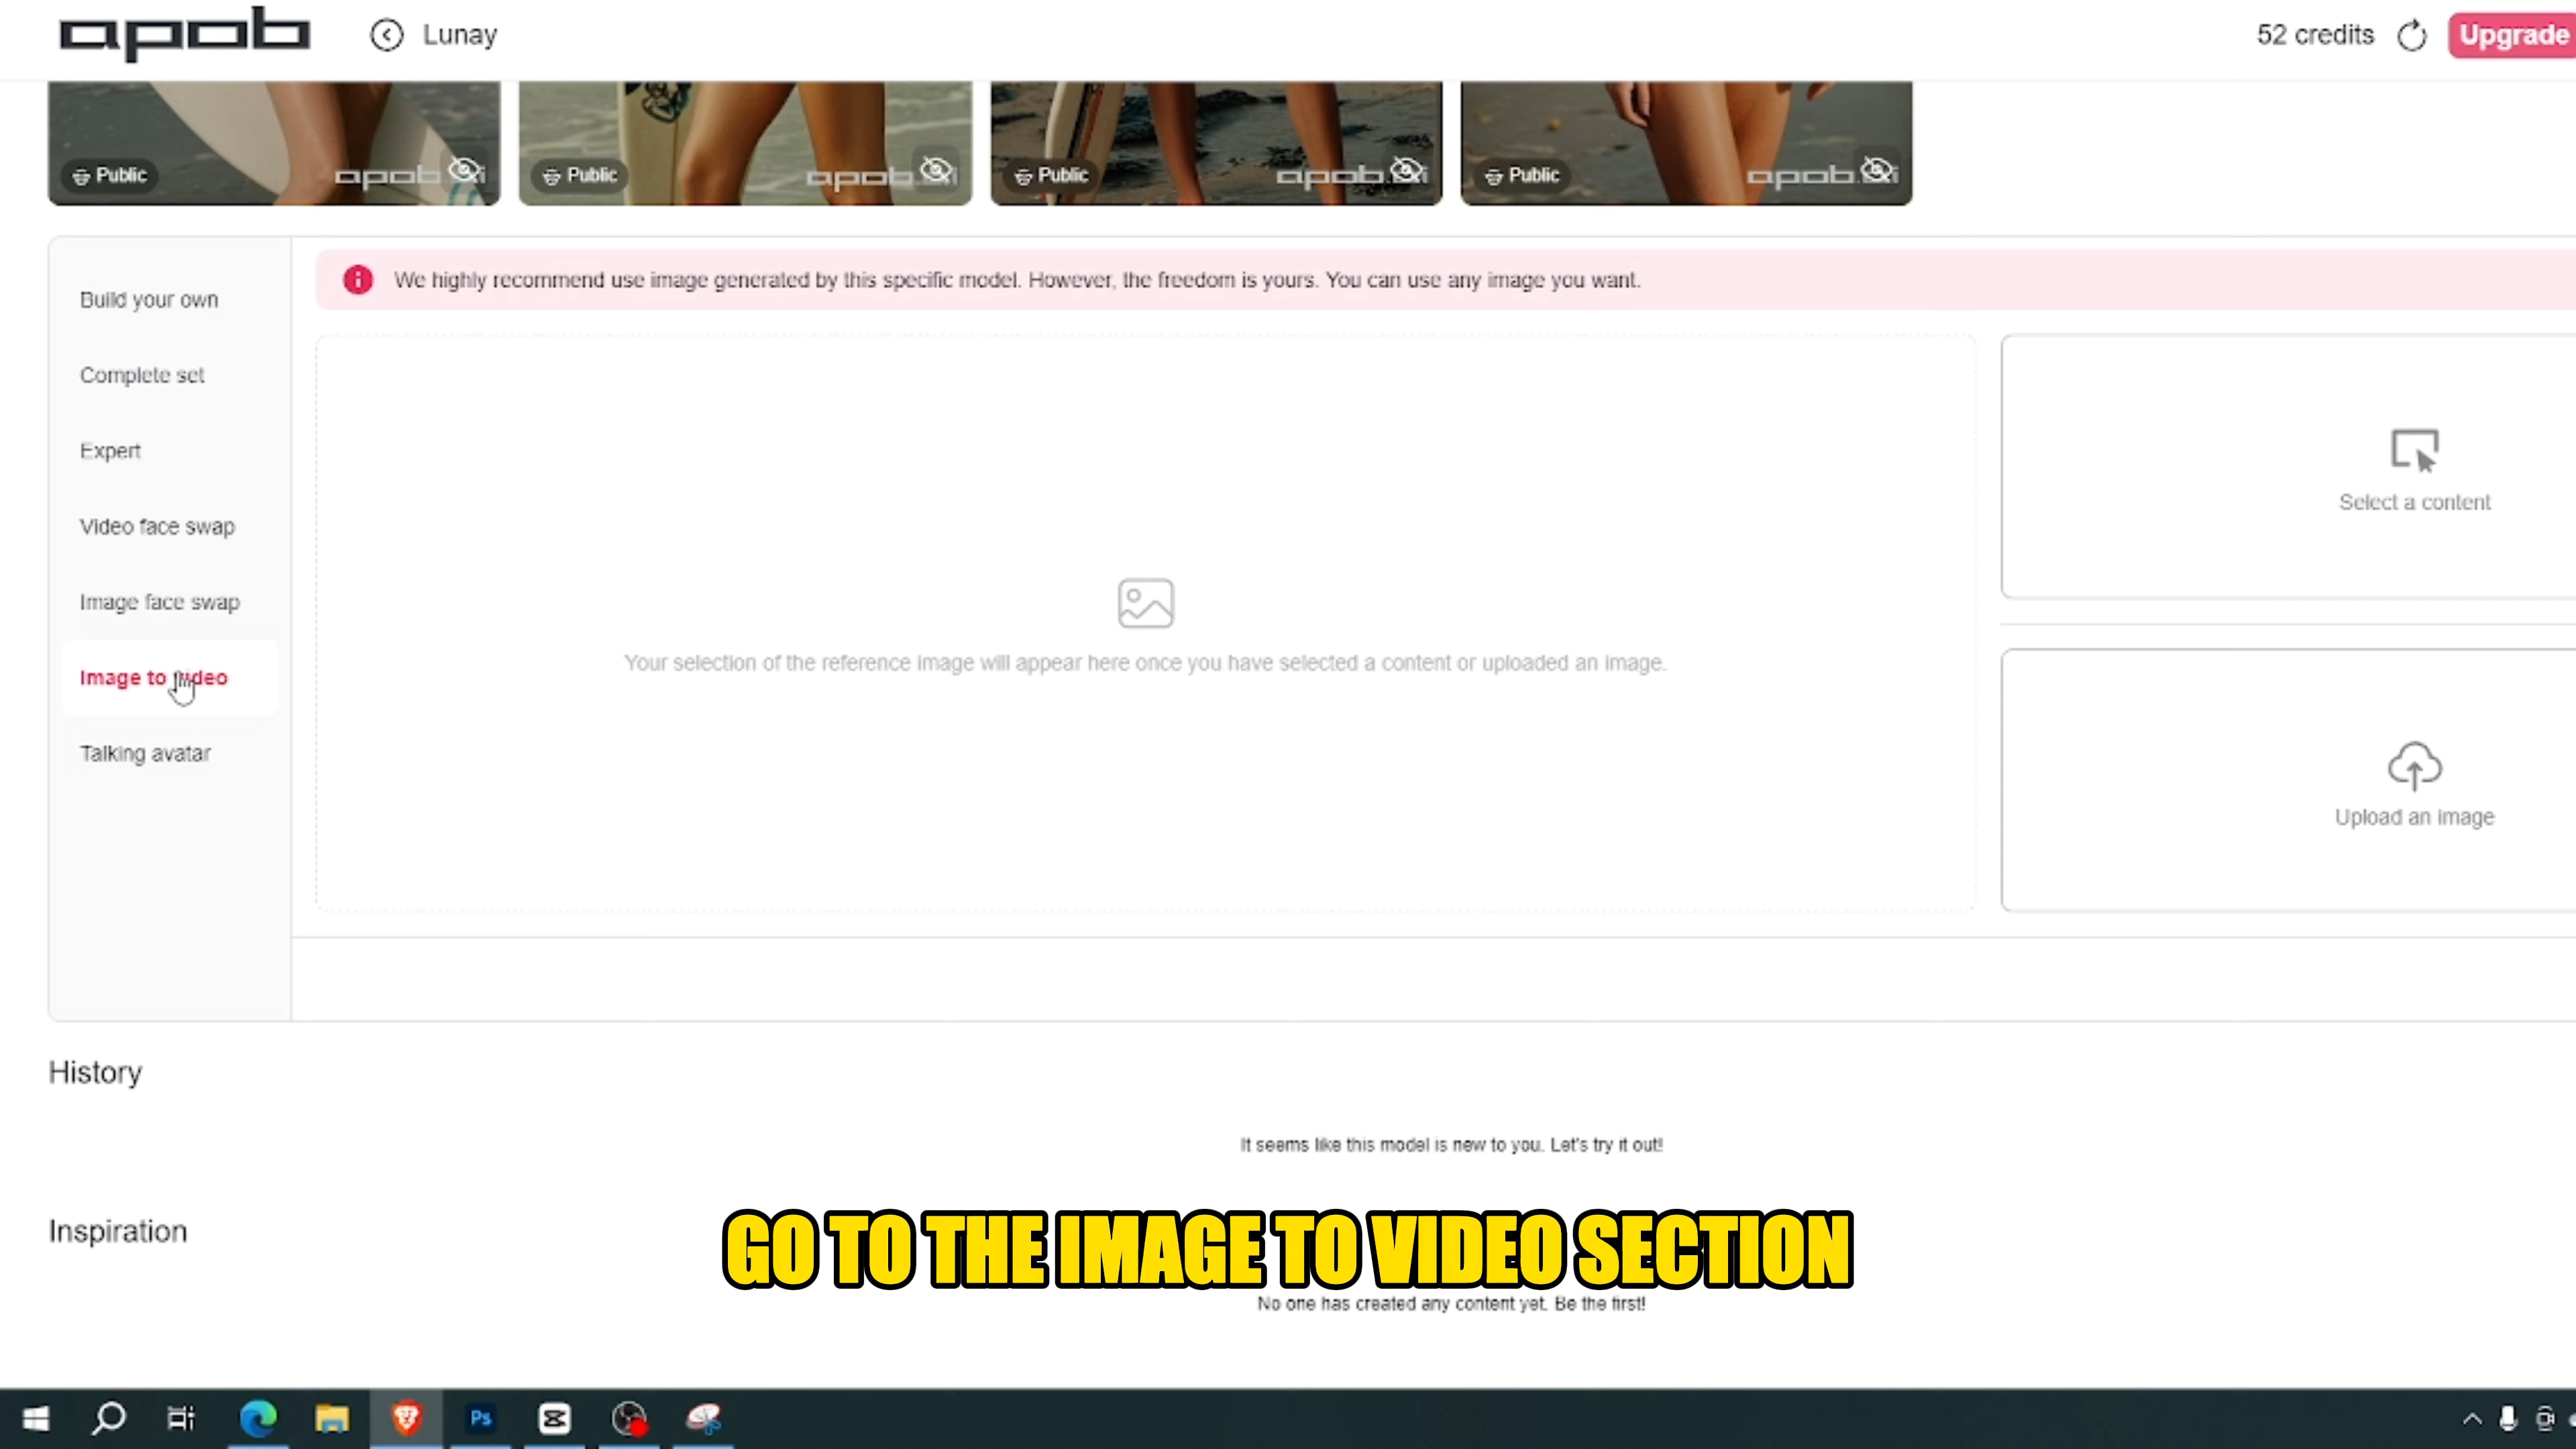 apob
Lunay
52 credits
Upgrade
Public
apob
Public
apob
Public
apob
Public
apob
Build your own
Complete set
Expert
Video face swap
Image face swap
Image to video
Talking avatar
We highly recommend use image generated by this specific model. However, the freedom is yours. You can use any image you want.
Your selection of the reference image will appear here once you have selected a content or uploaded an image.
Select a content
Upload an image
History
It seems like this model is new to you. Let's try it out!
Inspiration
GO TO THE IMAGE TO VIDEO SECTION
No one has created any content yet. Be the first!
Ps